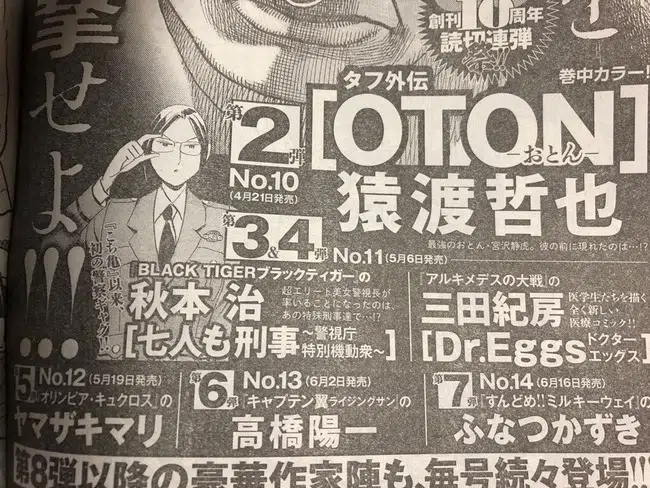 撃せよ!!!
創刊10周年
読切連弾
巻中カラー!
タフ外伝
第2弾
No.10
(4月21日発売)
[OTON]
―おとん―
猿渡哲也
最強のおとん・宮沢静虎。彼の前に現れたのは…!?
『こち亀』以来、
初の警察ギャグ!!
第3&4弾
No.11(5月6日発売)
『BLACK TIGERブラックティガー』の
秋本 治
超エリート美女警視長が
率いることになったのは、
あの特殊刑事達で…!?
[七人も刑事~警視庁特別機動衆~]
『アルキメデスの大戦』の
三田紀房
医学生たちを描く
全く新しい
医療コミック!!
[Dr.Eggsドクターエッグス]
第5弾
No.12(5月19日発売)
『オリンピア・キュクロス』の
ヤマザキマリ
第6弾
No.13(6月2日発売)
『キャプテン翼ライジングサン』の
高橋陽一
第7弾
No.14(6月16日発売)
『すんどめ!!ミルキーウェイ』の
ふなつかずき
第8弾以降の豪華作家陣も、毎号続々登場!!!